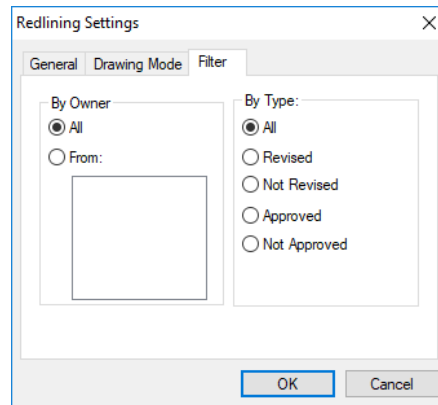 Redlining Settings
General Drawing Mode Filter
By Owner
All
From:
By Type:
All
Revised
Not Revised
Approved
Not Approved
OK Cancel